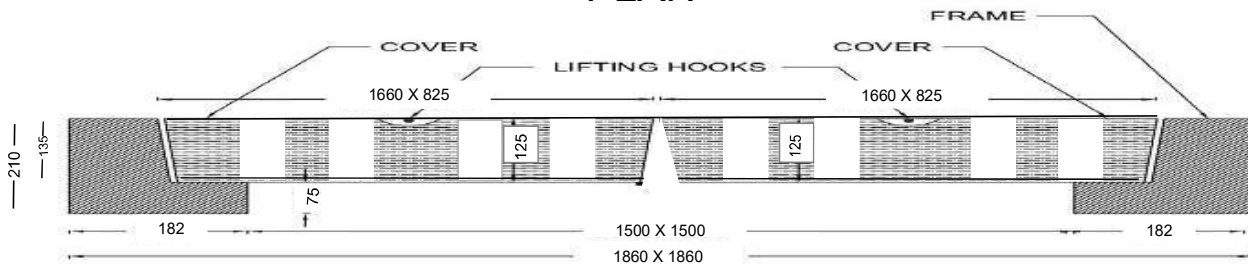 FRAME
COVER
COVER
LIFTING HOOKS
1660 X 825
1660 X 825
210
135
125
125
75
182
1500 X 1500
182
1860 X 1860